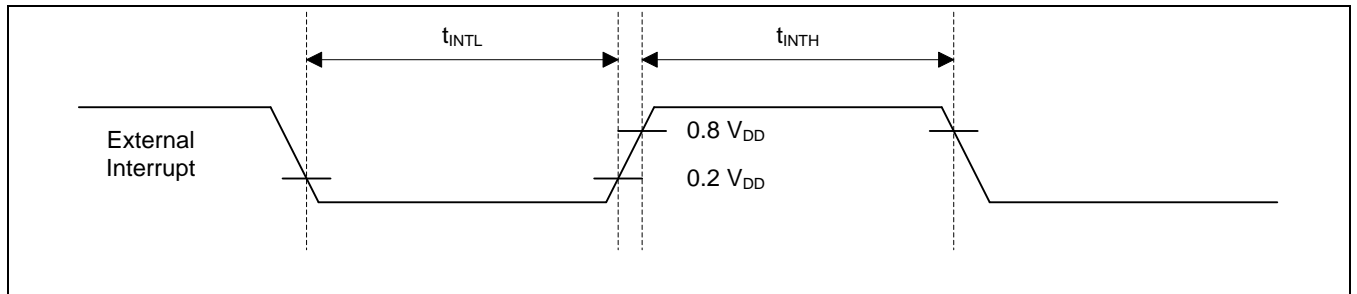 tINTL
tINTH
External
Interrupt
0.8 VDD
0.2 VDD